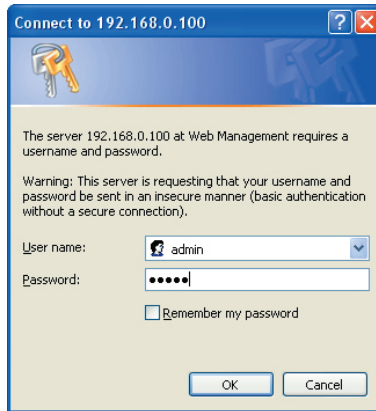 Connect to 192.168.0.100
The server 192.168.0.100 at Web Management requires a
username and password.
Warning: This server is requesting that your username and
password be sent in an insecure manner (basic authentication
without a secure connection).
User name:
admin
Password:
•••••
Remember my password
OK
Cancel